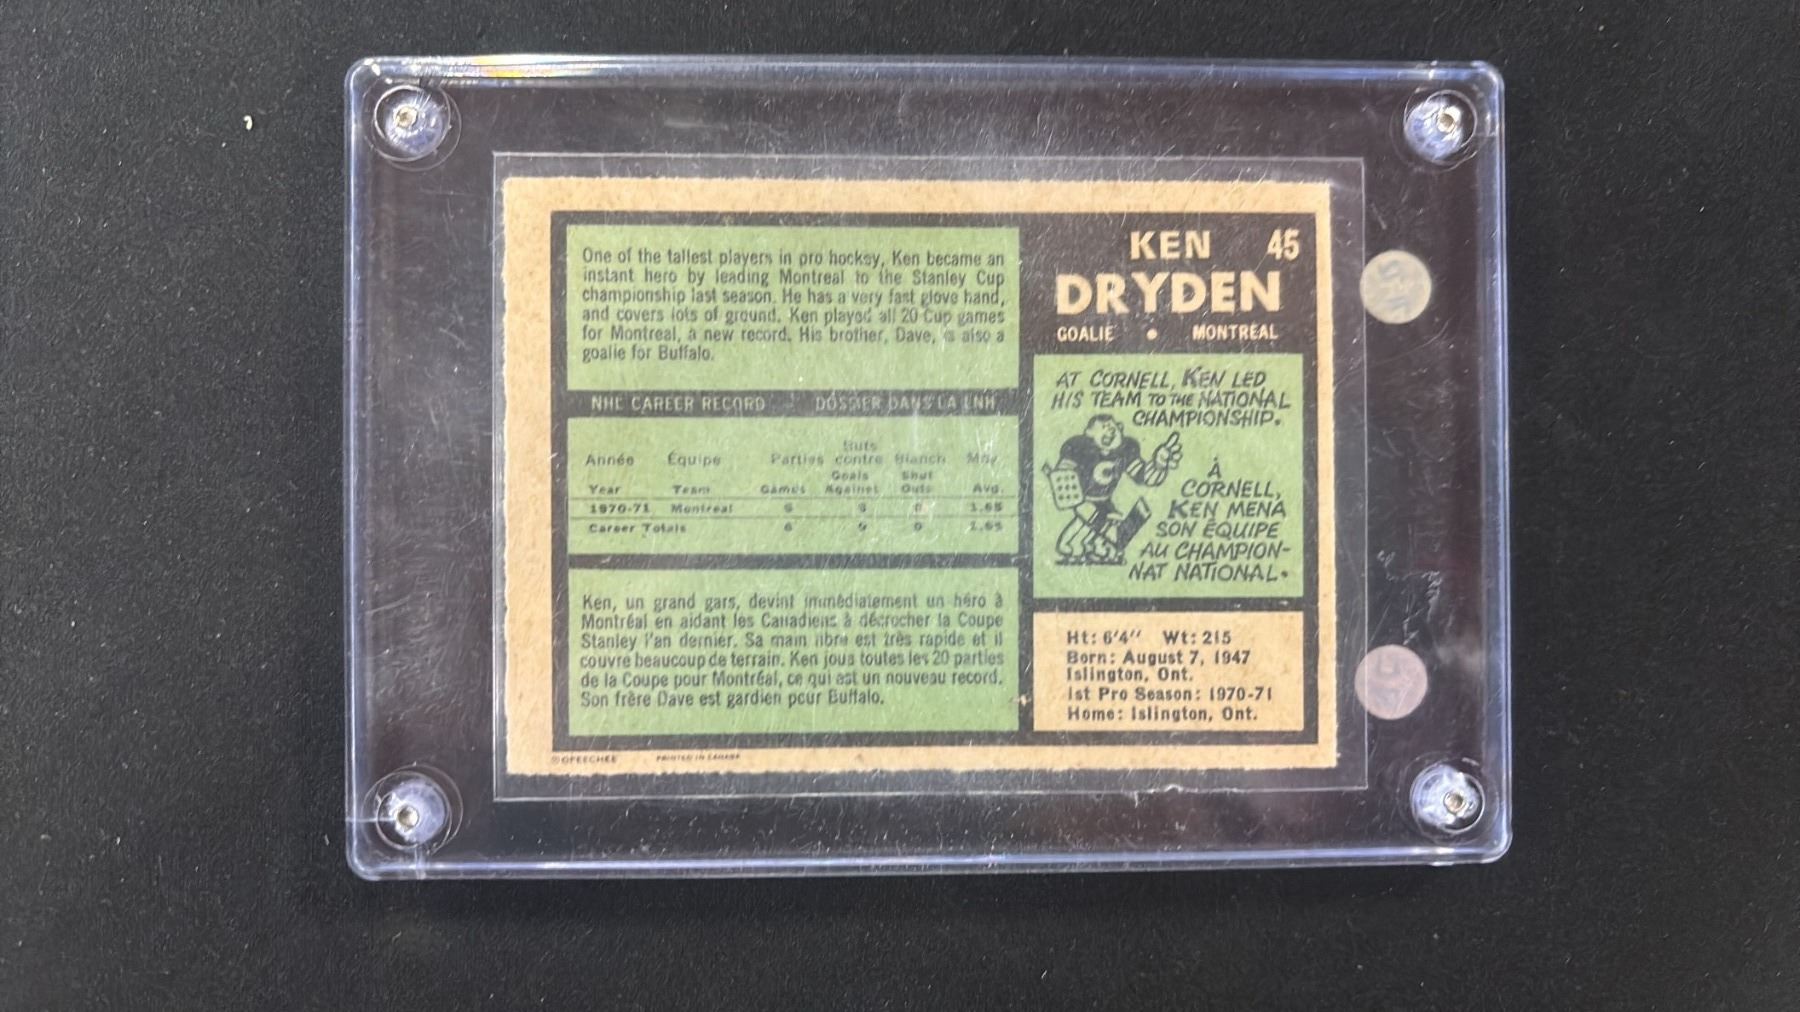 One of the tallest players in pro hockey, Ken became an
instant hero by leading Montreal to the Stanley Cup
championship last season. He has a very fast glove hand,
and covers lots of ground. Ken played all 20 Cup games
for Montreal, a new record. His brother, Dave, is also a
goalie for Buffalo.
NHL CAREER RECORD DOSSIER DANS LA LNH
Buts
Année Équipe Parties contre Blanch Moy.
Goals Shut
Year Team Games Against Outs Avg.
1970-71 Montreal 6 9 0 1.65
Career Totals 6 9 0 1.65
Ken, un grand gars, devint immédiatement un héro à
Montréal en aidant les Canadiens à décrocher la Coupe
Stanley l'an dernier. Sa main libre est très rapide et il
couvre beaucoup de terrain. Ken joua toutes les 20 parties
de la Coupe pour Montréal, ce qui est un nouveau record.
Son frère Dave est gardien pour Buffalo.
© OPEECHEE PRINTED IN CANADA
KEN 45
DRYDEN
GOALIE • MONTREAL
AT CORNELL, KEN LED
HIS TEAM TO THE NATIONAL
CHAMPIONSHIP.
C
À
CORNELL,
KEN MENA
SON ÉQUIPE
AU CHAMPION-
NAT NATIONAL.
Ht: 6'4" Wt: 215
Born: August 7, 1947
Islington, Ont.
1st Pro Season: 1970-71
Home: Islington, Ont.